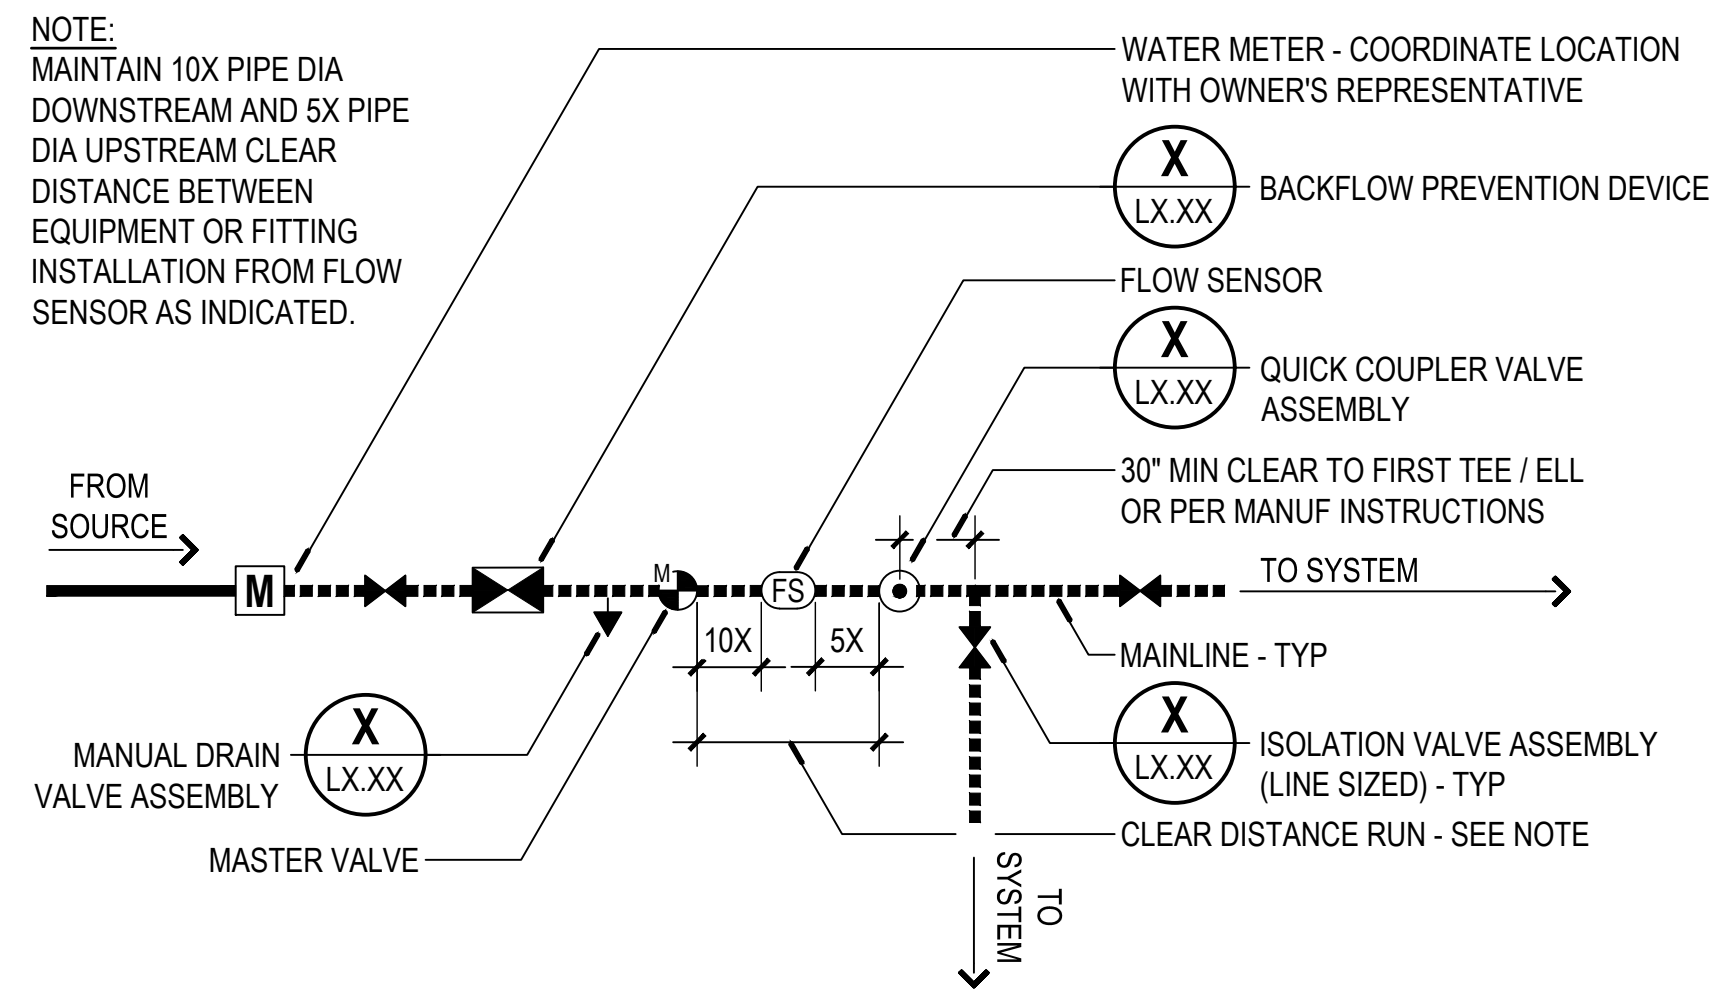 NOTE:
MAINTAIN 10X PIPE DIA
DOWNSTREAM AND 5X PIPE
DIA UPSTREAM CLEAR
DISTANCE BETWEEN
EQUIPMENT OR FITTING
INSTALLATION FROM FLOW
SENSOR AS INDICATED.
WATER METER - COORDINATE LOCATION
WITH OWNER'S REPRESENTATIVE
X
LX.XX
BACKFLOW PREVENTION DEVICE
FLOW SENSOR
X
LX.XX
QUICK COUPLER VALVE
ASSEMBLY
30" MIN CLEAR TO FIRST TEE / ELL
OR PER MANUF INSTRUCTIONS
FROM
SOURCE
TO SYSTEM
M
M
FS
10X
5X
MAINLINE - TYP
X
LX.XX
ISOLATION VALVE ASSEMBLY
(LINE SIZED) - TYP
MANUAL DRAIN
VALVE ASSEMBLY
X
LX.XX
CLEAR DISTANCE RUN - SEE NOTE
MASTER VALVE
TO
SYSTEM